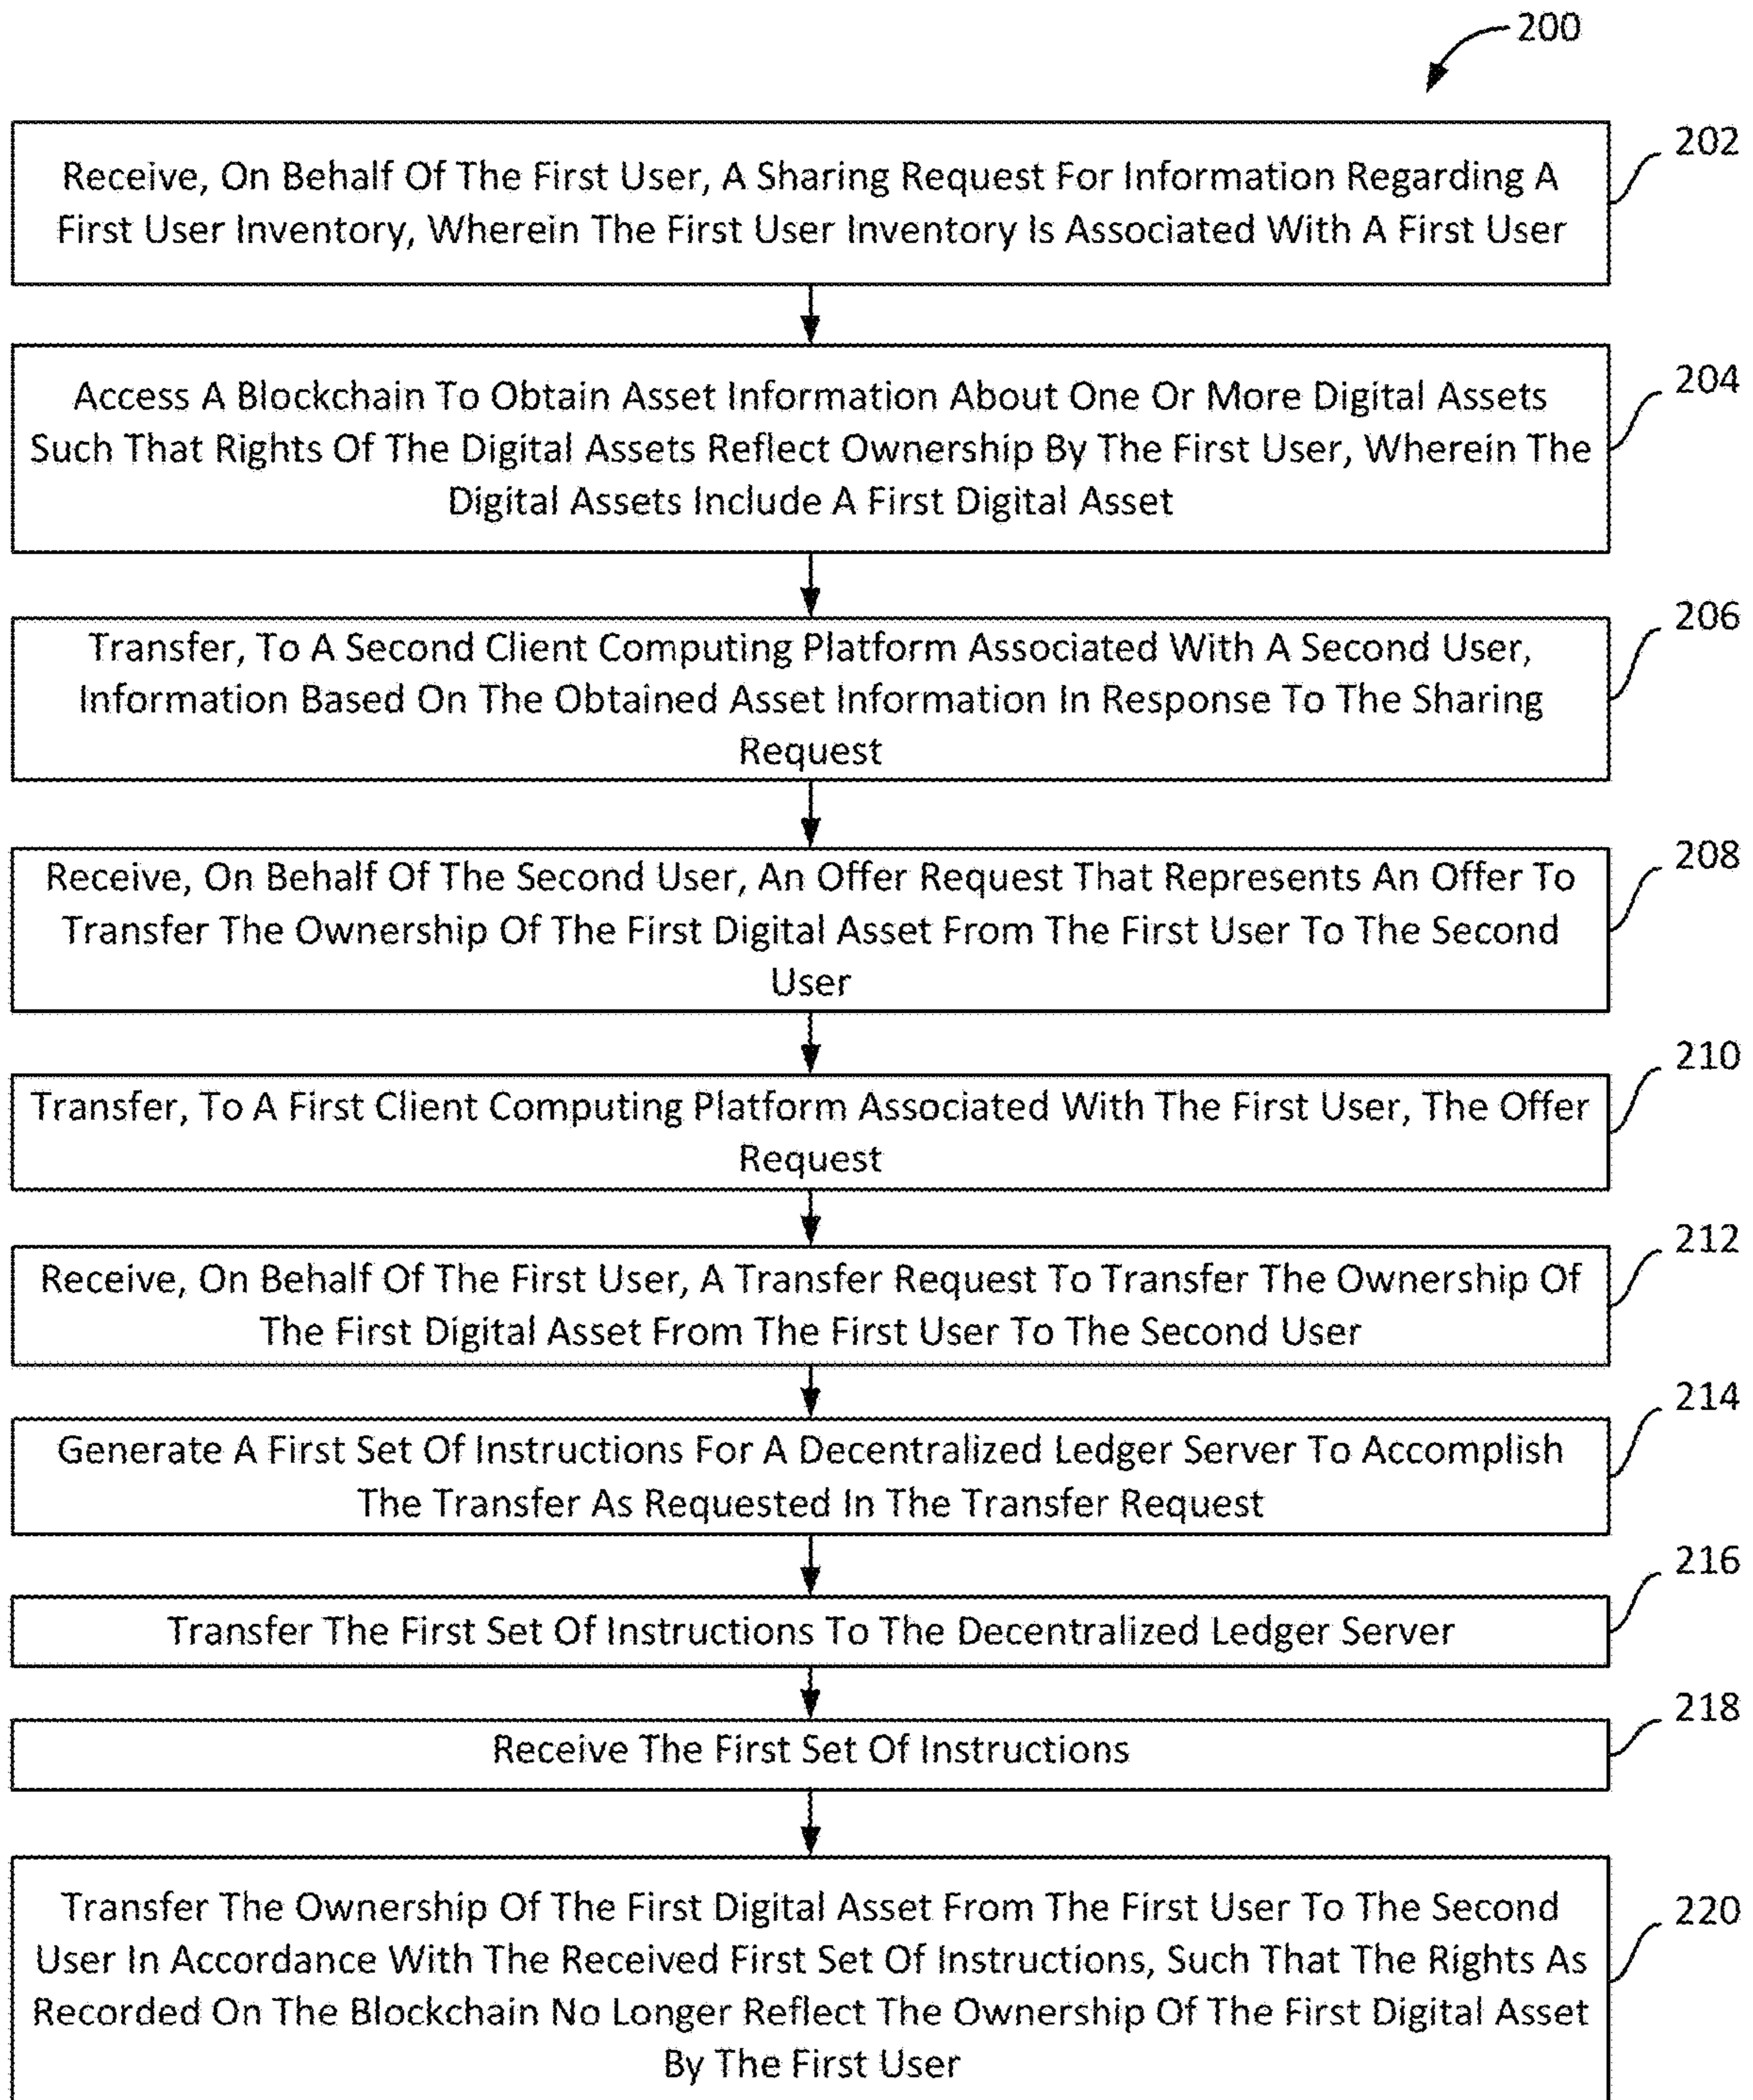 200
202
Receive, On Behalf Of The First User, A Sharing Request For Information Regarding A
First User Inventory, Wherein The First User Inventory Is Associated With A First User
204
Access A Blockchain To Obtain Asset Information About One Or More Digital Assets
Such That Rights Of The Digital Assets Reflect Ownership By The First User, Wherein The
Digital Assets Include A First Digital Asset
206
Transfer, To A Second Client Computing Platform Associated With A Second User,
Information Based On The Obtained Asset Information In Response To The Sharing
Request
208
Receive, On Behalf Of The Second User, An Offer Request That Represents An Offer To
Transfer The Ownership Of The First Digital Asset From The First User To The Second
User
210
Transfer, To A First Client Computing Platform Associated With The First User, The Offer
Request
212
Receive, On Behalf Of The First User, A Transfer Request To Transfer The Ownership Of
The First Digital Asset From The First User To The Second User
214
Generate A First Set Of Instructions For A Decentralized Ledger Server To Accomplish
The Transfer As Requested In The Transfer Request
216
Transfer The First Set Of Instructions To The Decentralized Ledger Server
218
Receive The First Set Of Instructions
220
Transfer The Ownership Of The First Digital Asset From The First User To The Second
User In Accordance With The Received First Set Of Instructions, Such That The Rights As
Recorded On The Blockchain No Longer Reflect The Ownership Of The First Digital Asset
By The First User